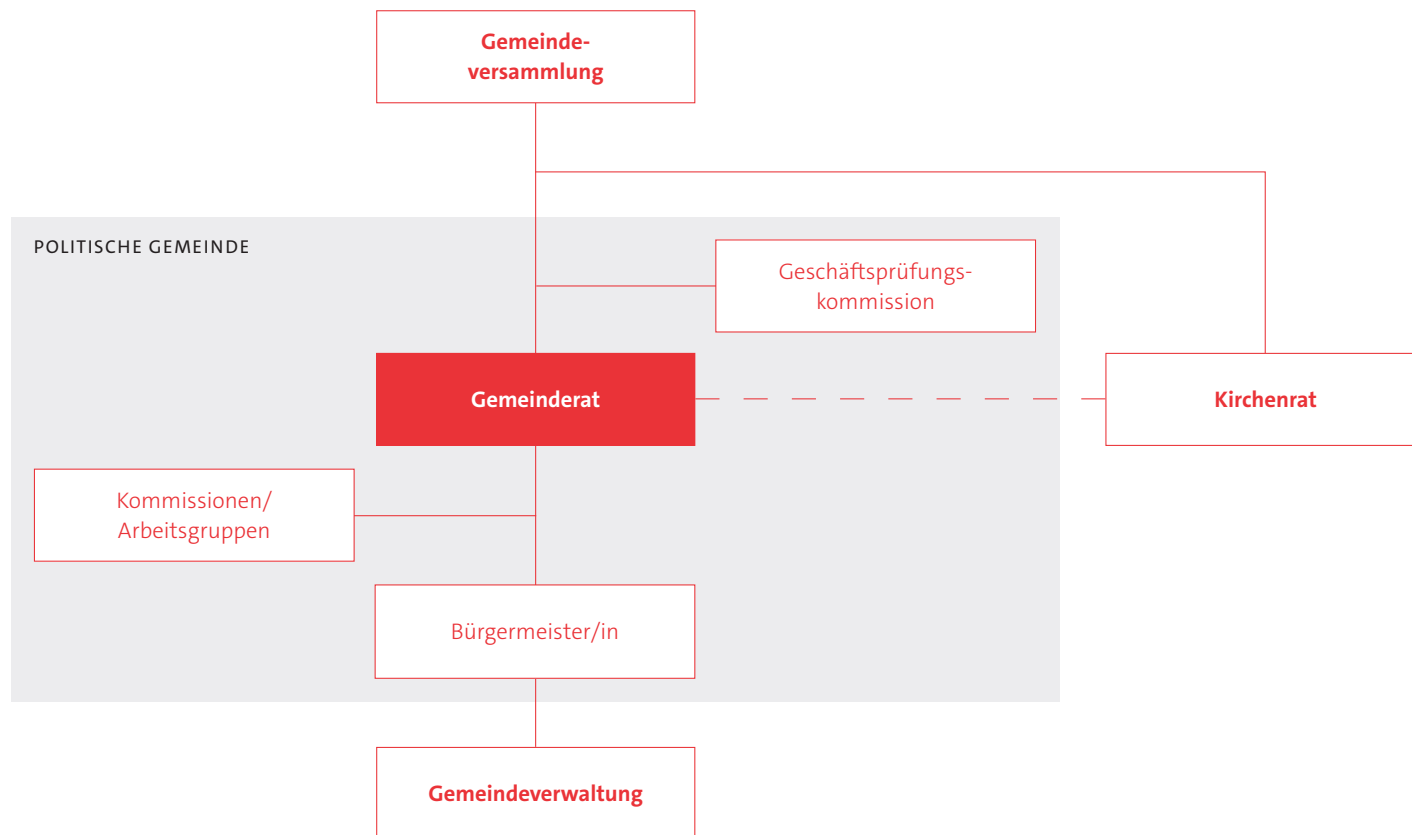 Gemeinde-
versammlung
POLITISCHE GEMEINDE
Geschäftsprüfungs-
kommission
Gemeinderat
Kirchenrat
Kommissionen/
Arbeitsgruppen
Bürgermeister/in
Gemeindeverwaltung